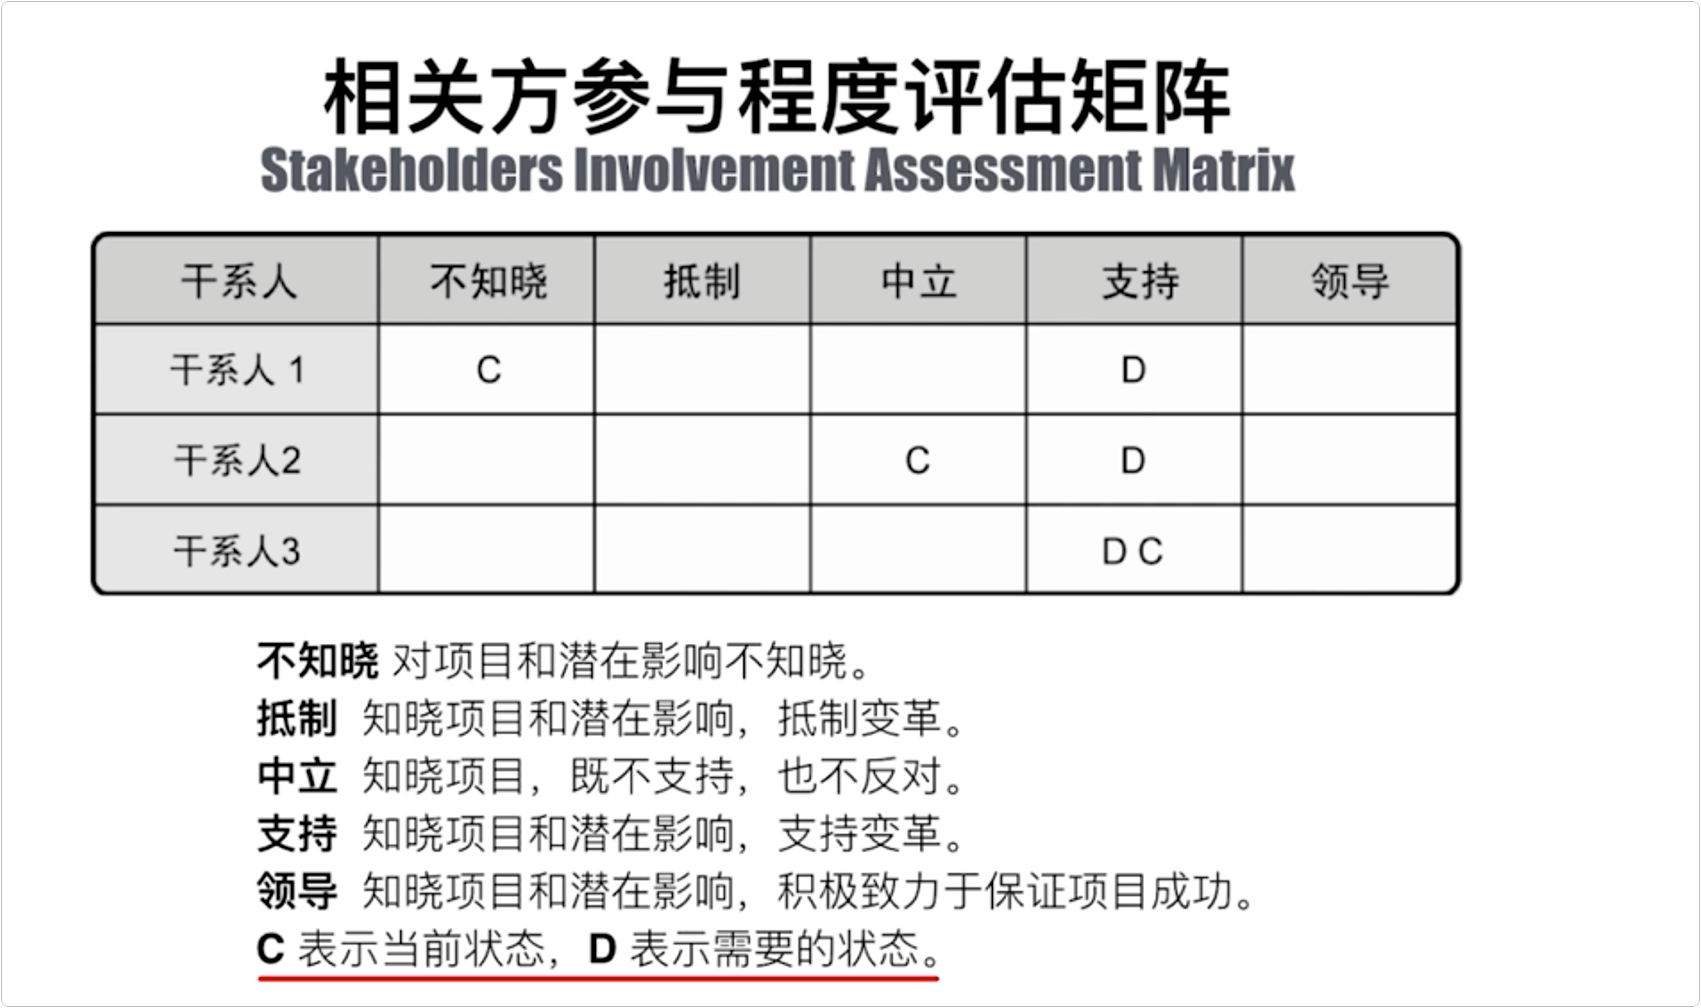 相关方参与程度评估矩阵
Stakeholders Involvement Assessment Matrix
干系人 不知晓 抵制 中立 支持 领导
干系人 1 C D
干系人2 C D
干系人3 D C
不知晓 对项目和潜在影响不知晓。
抵制 知晓项目和潜在影响，抵制变革。
中立 知晓项目，既不支持，也不反对。
支持 知晓项目和潜在影响，支持变革。
领导 知晓项目和潜在影响，积极致力于保证项目成功。
C 表示当前状态，D 表示需要的状态。